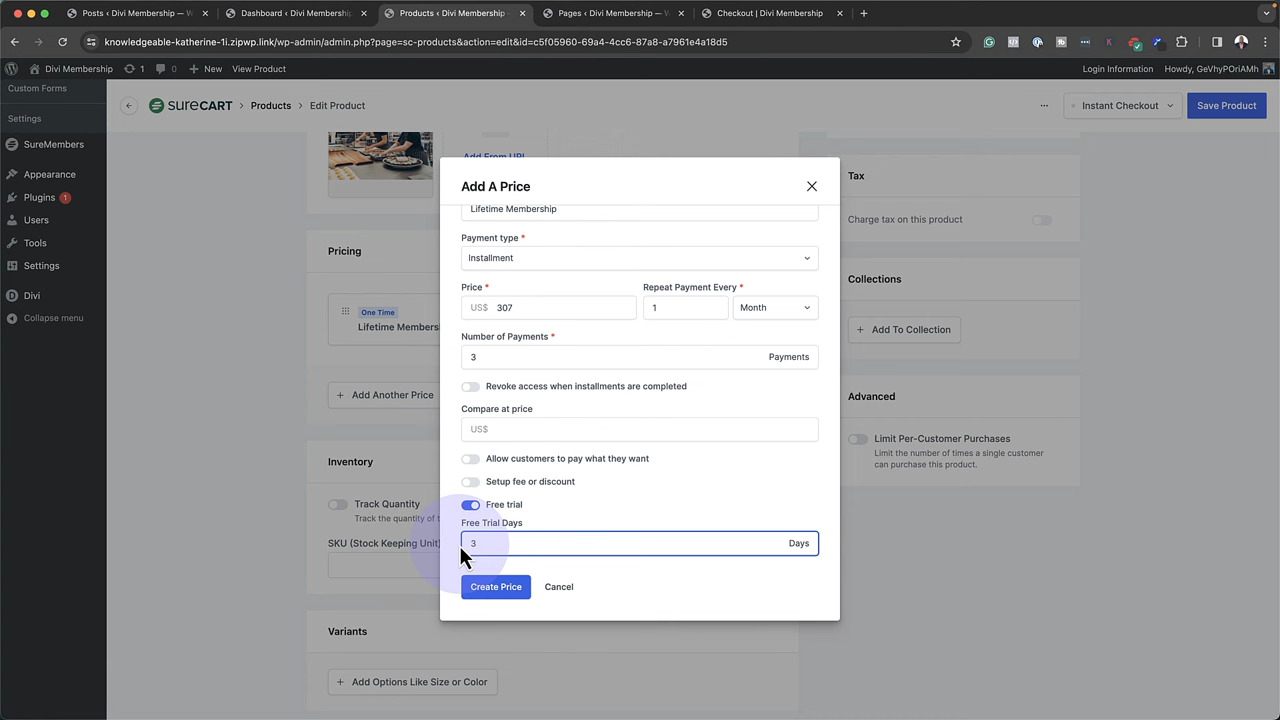 Posts ‹ Divi Membership — W
Dashboard ‹ Divi Membership
Products ‹ Divi Membership -
Pages ‹ Divi Membership — W
Checkout | Divi Membership
knowledgeable-katherine-1i.zipwp.link/wp-admin/admin.php?page=sc-products&action=edit&id=c5f05960-69a4-4cc6-87a8-a7961e4a18d5
Divi Membership
1
0
New
View Product
Login Information
Howdy, GeVhyPOriAMh
Custom Forms
Settings
SureMembers
Appearance
Plugins 1
Users
Tools
Settings
Divi
Collapse menu
SURECART
Products
Edit Product
Instant Checkout
Save Product
Add From URL
Pricing
One Time
Lifetime Members
Add Another Price
Inventory
Track Quantity
Track the quantity of t
SKU (Stock Keeping Unit)
Variants
Add Options Like Size or Color
Add A Price
Lifetime Membership
Payment type *
Installment
Price *
Repeat Payment Every *
US$ 307
1
Month
Number of Payments *
3
Payments
Revoke access when installments are completed
Compare at price
US$
Allow customers to pay what they want
Setup fee or discount
Free trial
Free Trial Days
3
Days
Create Price
Cancel
Tax
Charge tax on this product
Collections
Add To Collection
Advanced
Limit Per-Customer Purchases
Limit the number of times a single customer
can purchase this product.